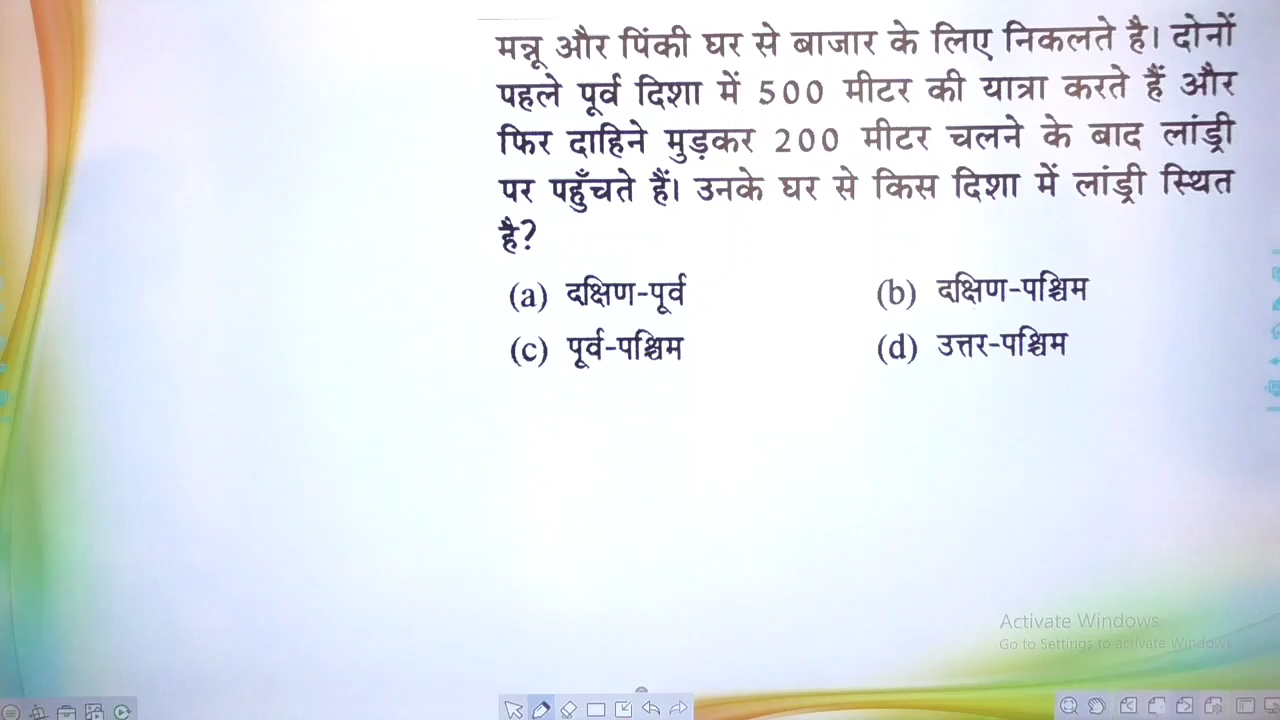 मन्नू और पिंकी घर से बाजार के लिए निकलते है। दोनों
पहले पूर्व दिशा में 500 मीटर की यात्रा करते हैं और
फिर दाहिने मुड़कर 200 मीटर चलने के बाद लांड्री
पर पहुँचते हैं। उनके घर से किस दिशा में लांड्री स्थित
है?
(a) दक्षिण-पूर्व (b) दक्षिण-पश्चिम
(c) पूर्व-पश्चिम (d) उत्तर-पश्चिम
Activate Windows
Go to Settings to activate Windows.